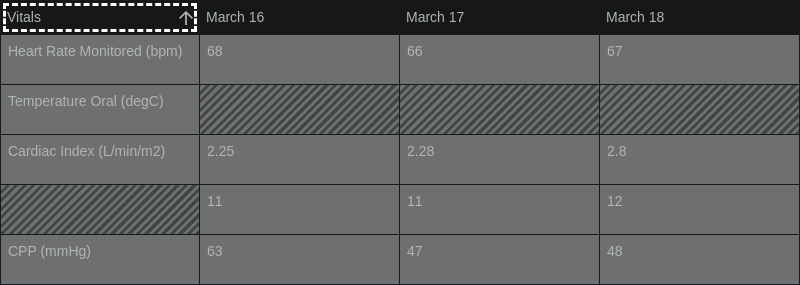 Vitals March 16 March 17 March 18
Heart Rate Monitored (bpm) 68 66 67
Temperature Oral (degC)
Cardiac Index (L/min/m2) 2.25 2.28 2.8
11 11 12
CPP (mmHg) 63 47 48